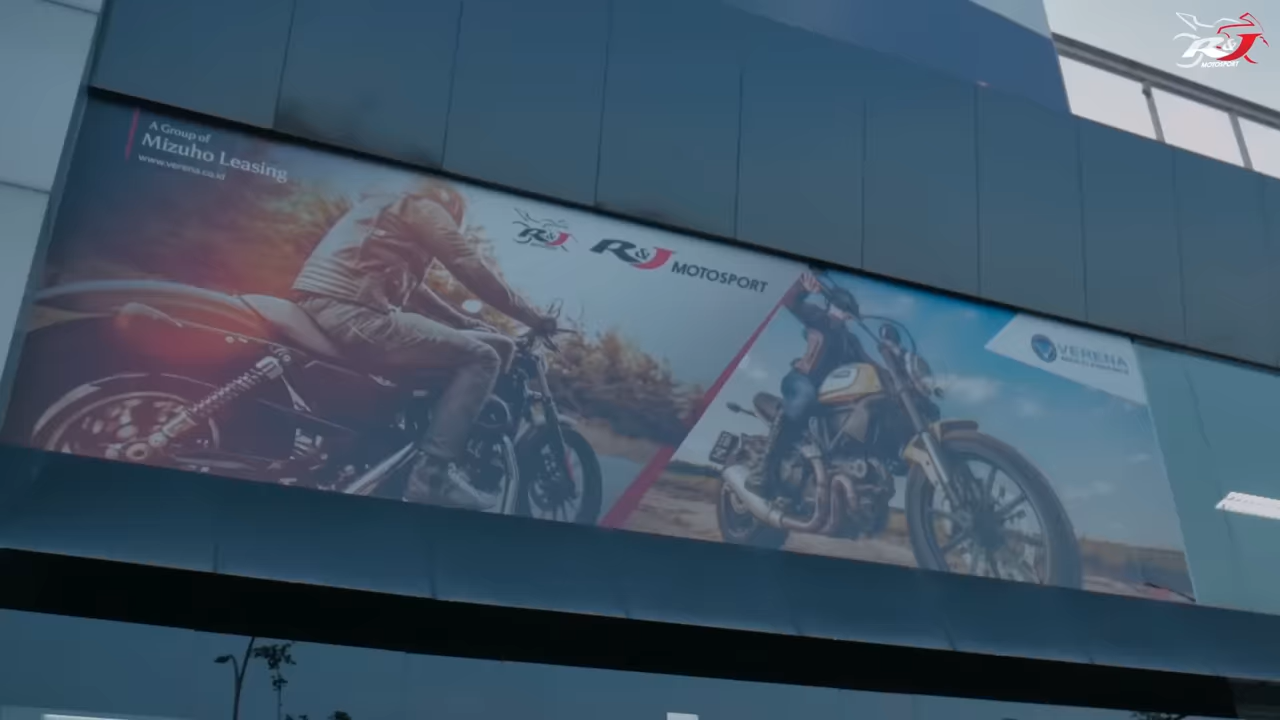 R&J
MOTOSPORT
A Group of
Mizuho Leasing
www.verena.co.id
R&J
R&J MOTOSPORT
VERENA